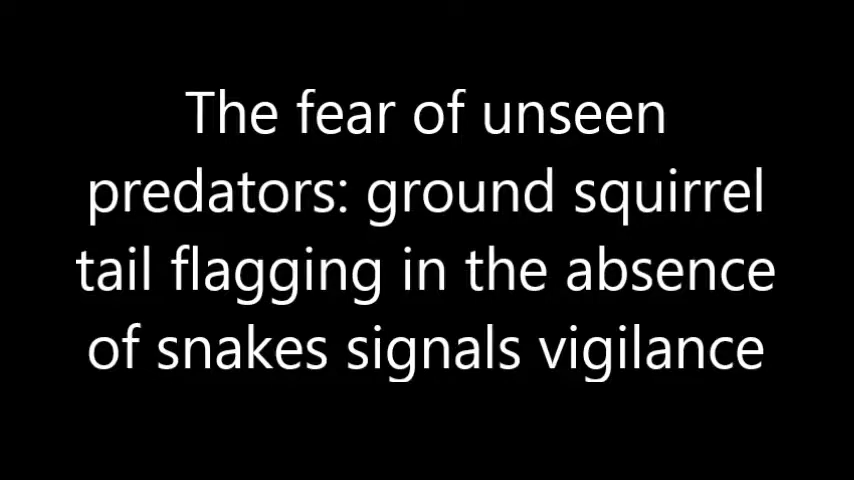 The fear of unseen
predators: ground squirrel
tail flagging in the absence
of snakes signals vigilance